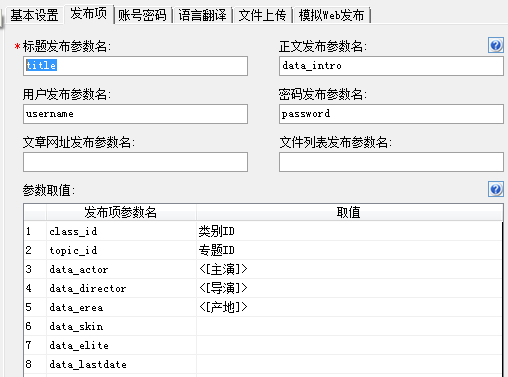 基本设置 发布项 账号密码 语言翻译 文件上传 模拟Web发布
*标题发布参数名: 正文发布参数名: ?
title data_intro
用户发布参数名: 密码发布参数名:
username password
文章网址发布参数名: 文件列表发布参数名:
参数取值: ?
发布项参数名 取值
1 class_id 类别ID
2 topic_id 专题ID
3 data_actor <[主演]>
4 data_director <[导演]>
5 data_erea <[产地]>
6 data_skin
7 data_elite
8 data_lastdate